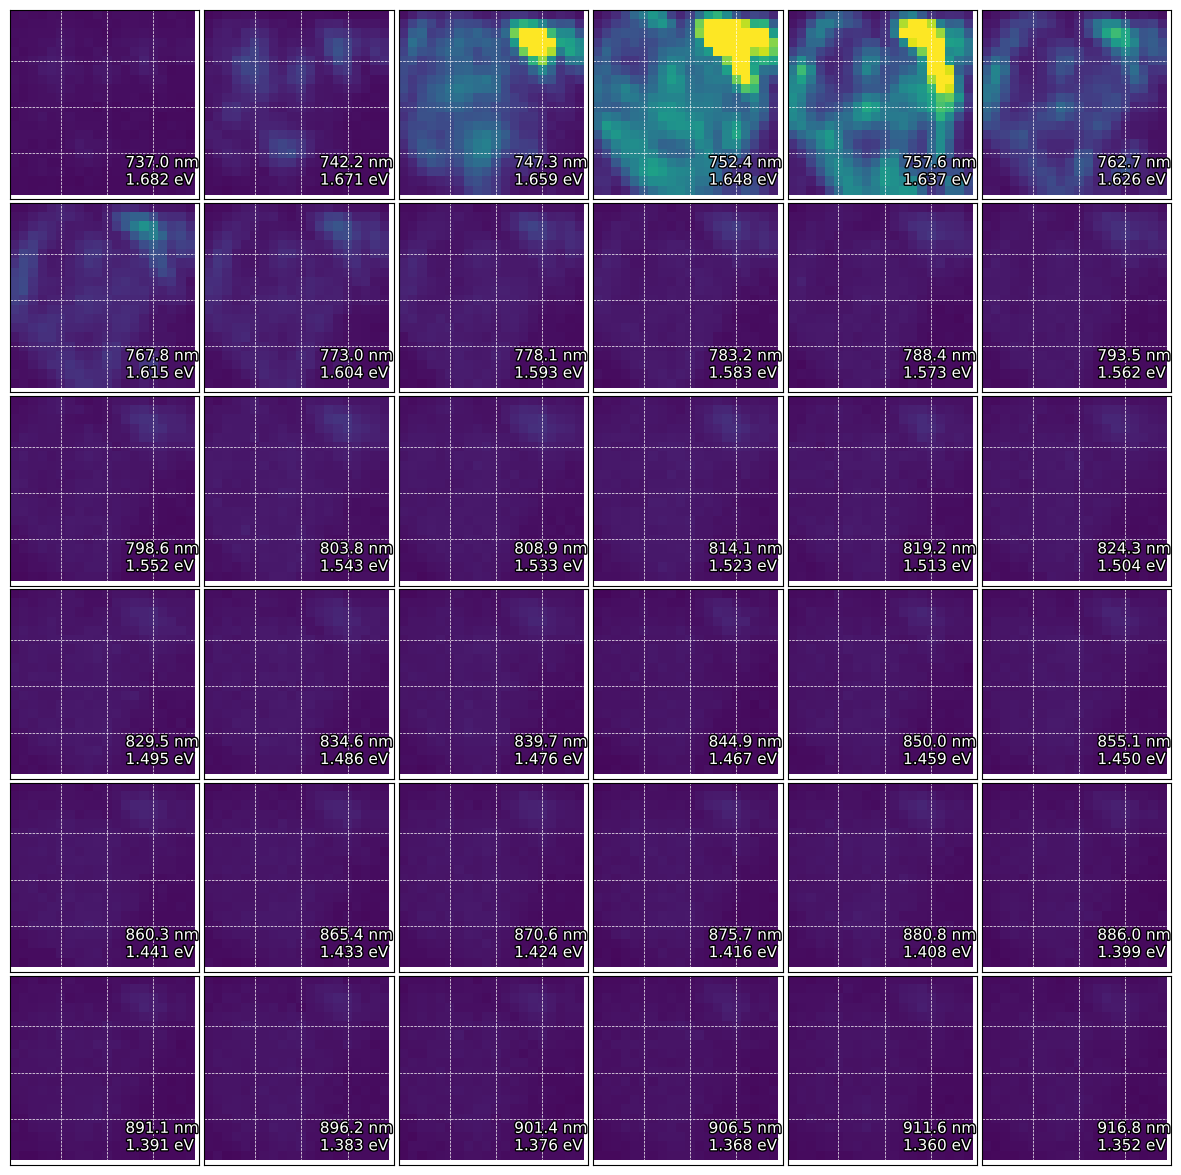 737.0 nm
1.682 eV
742.2 nm
1.671 eV
747.3 nm
1.659 eV
752.4 nm
1.648 eV
757.6 nm
1.637 eV
762.7 nm
1.626 eV
767.8 nm
1.615 eV
773.0 nm
1.604 eV
778.1 nm
1.593 eV
783.2 nm
1.583 eV
788.4 nm
1.573 eV
793.5 nm
1.562 eV
798.6 nm
1.552 eV
803.8 nm
1.543 eV
808.9 nm
1.533 eV
814.1 nm
1.523 eV
819.2 nm
1.513 eV
824.3 nm
1.504 eV
829.5 nm
1.495 eV
834.6 nm
1.486 eV
839.7 nm
1.476 eV
844.9 nm
1.467 eV
850.0 nm
1.459 eV
855.1 nm
1.450 eV
860.3 nm
1.441 eV
865.4 nm
1.433 eV
870.6 nm
1.424 eV
875.7 nm
1.416 eV
880.8 nm
1.408 eV
886.0 nm
1.399 eV
891.1 nm
1.391 eV
896.2 nm
1.383 eV
901.4 nm
1.376 eV
906.5 nm
1.368 eV
911.6 nm
1.360 eV
916.8 nm
1.352 eV